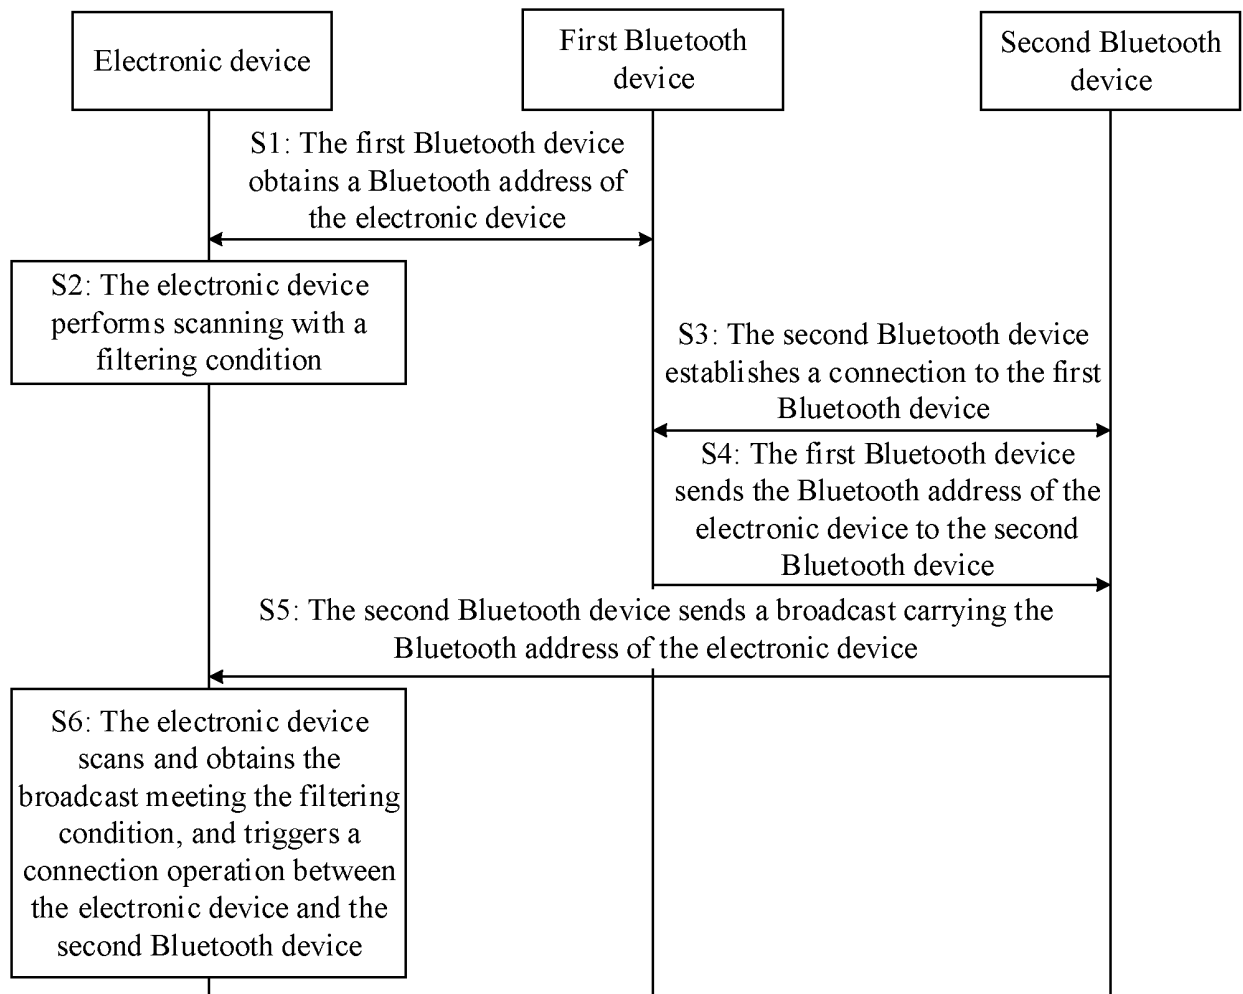 Electronic device
First Bluetooth
device
Second Bluetooth
device
S1: The first Bluetooth device
obtains a Bluetooth address of
the electronic device
S2: The electronic device
performs scanning with a
filtering condition
S3: The second Bluetooth device
establishes a connection to the first
Bluetooth device
S4: The first Bluetooth device
sends the Bluetooth address of the
electronic device to the second
Bluetooth device
S5: The second Bluetooth device sends a broadcast carrying the
Bluetooth address of the electronic device
S6: The electronic device
scans and obtains the
broadcast meeting the filtering
condition, and triggers a
connection operation between
the electronic device and the
second Bluetooth device